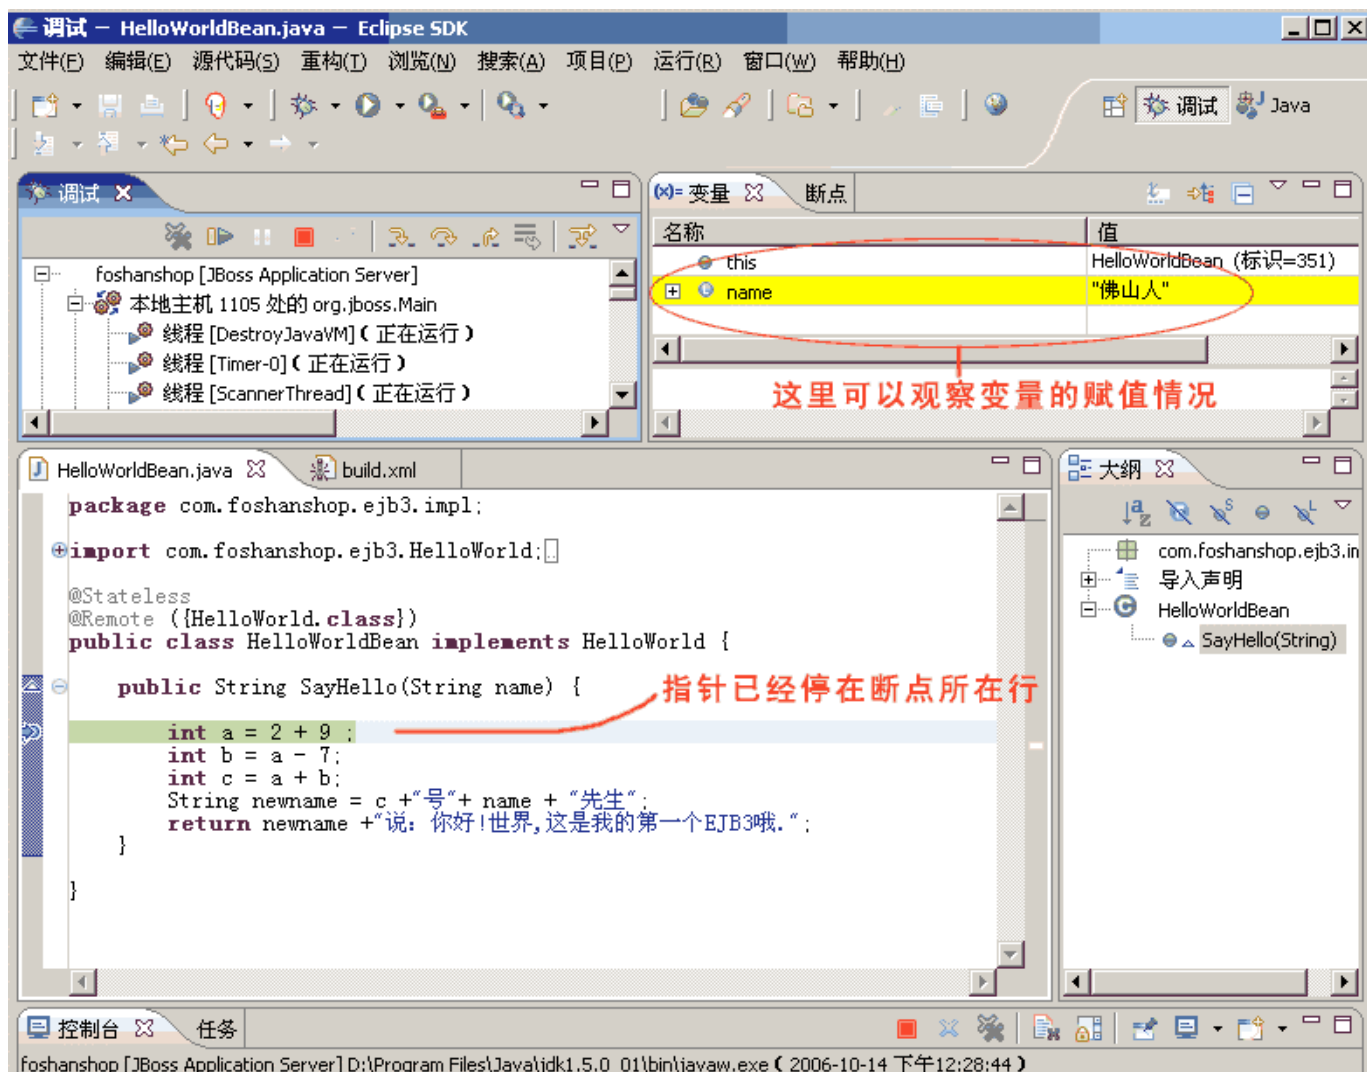 调试 － HelloWorldBean.java － Eclipse SDK
文件(F) 编辑(E) 源代码(S) 重构(T) 浏览(N) 搜索(A) 项目(P) 运行(R) 窗口(W) 帮助(H)
调试 Java
调试
变量 断点
名称 值
this HelloWorldBean (标识=351)
name "佛山人"
foshanshop [JBoss Application Server]
本地主机 1105 处的 org.jboss.Main
线程 [DestroyJavaVM] ( 正在运行 )
线程 [Timer-0] ( 正在运行 )
线程 [ScannerThread] ( 正在运行 )
这里可以观察变量的赋值情况
HelloWorldBean.java build.xml
package com.foshanshop.ejb3.impl;
import com.foshanshop.ejb3.HelloWorld;
@Stateless
@Remote ({HelloWorld.class})
public class HelloWorldBean implements HelloWorld {
public String SayHello(String name) {
指针已经停在断点所在行
int a = 2 + 9 ;
int b = a - 7;
int c = a + b;
String newname = c +"号"+ name + "先生";
return newname +"说: 你好!世界,这是我的第一个EJB3哦.";
}
}
大纲
com.foshanshop.ejb3.im
导入声明
HelloWorldBean
SayHello(String)
控制台 任务
foshanshop [JBoss Application Server] D:\Program Files\Java\jdk1.5.0_01\bin\javaw.exe ( 2006-10-14 下午12:28:44 )